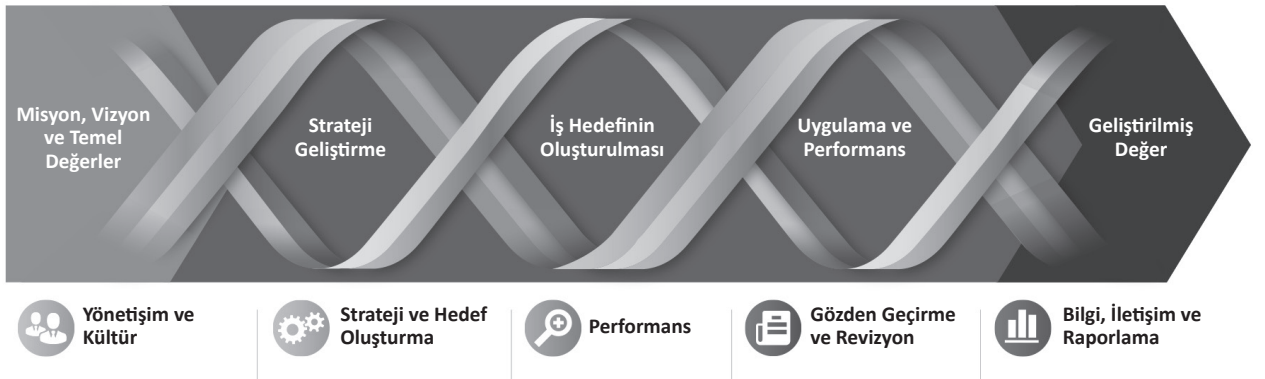 Misyon, Vizyon
ve Temel
Değerler
Strateji
Geliştirme
İş Hedefinin
Oluşturulması
Uygulama ve
Performans
Geliştirilmiş
Değer
Yönetişim ve
Kültür
Strateji ve Hedef
Oluşturma
Performans
Gözden Geçirme
ve Revizyon
Bilgi, İletişim ve
Raporlama